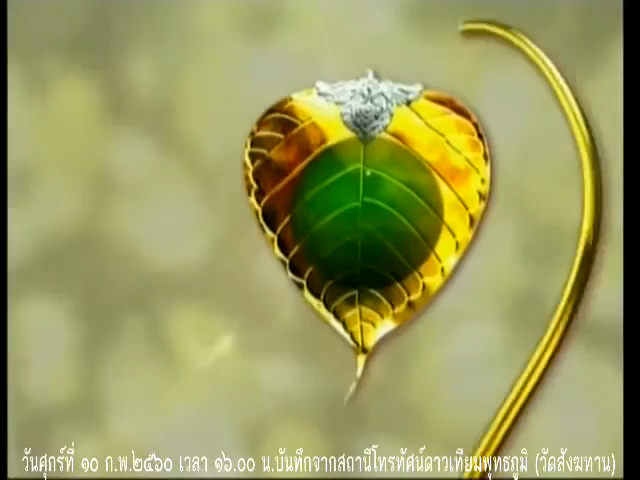 วันศุกร์ที่ ๑๐ ก.พ.๒๕๖๐ เวลา ๑๖.๐๐ น.บันทึกจากสถานีโทรทัศน์ดาวเทียมพุทธภูมิ (วัดสังฆทาน)